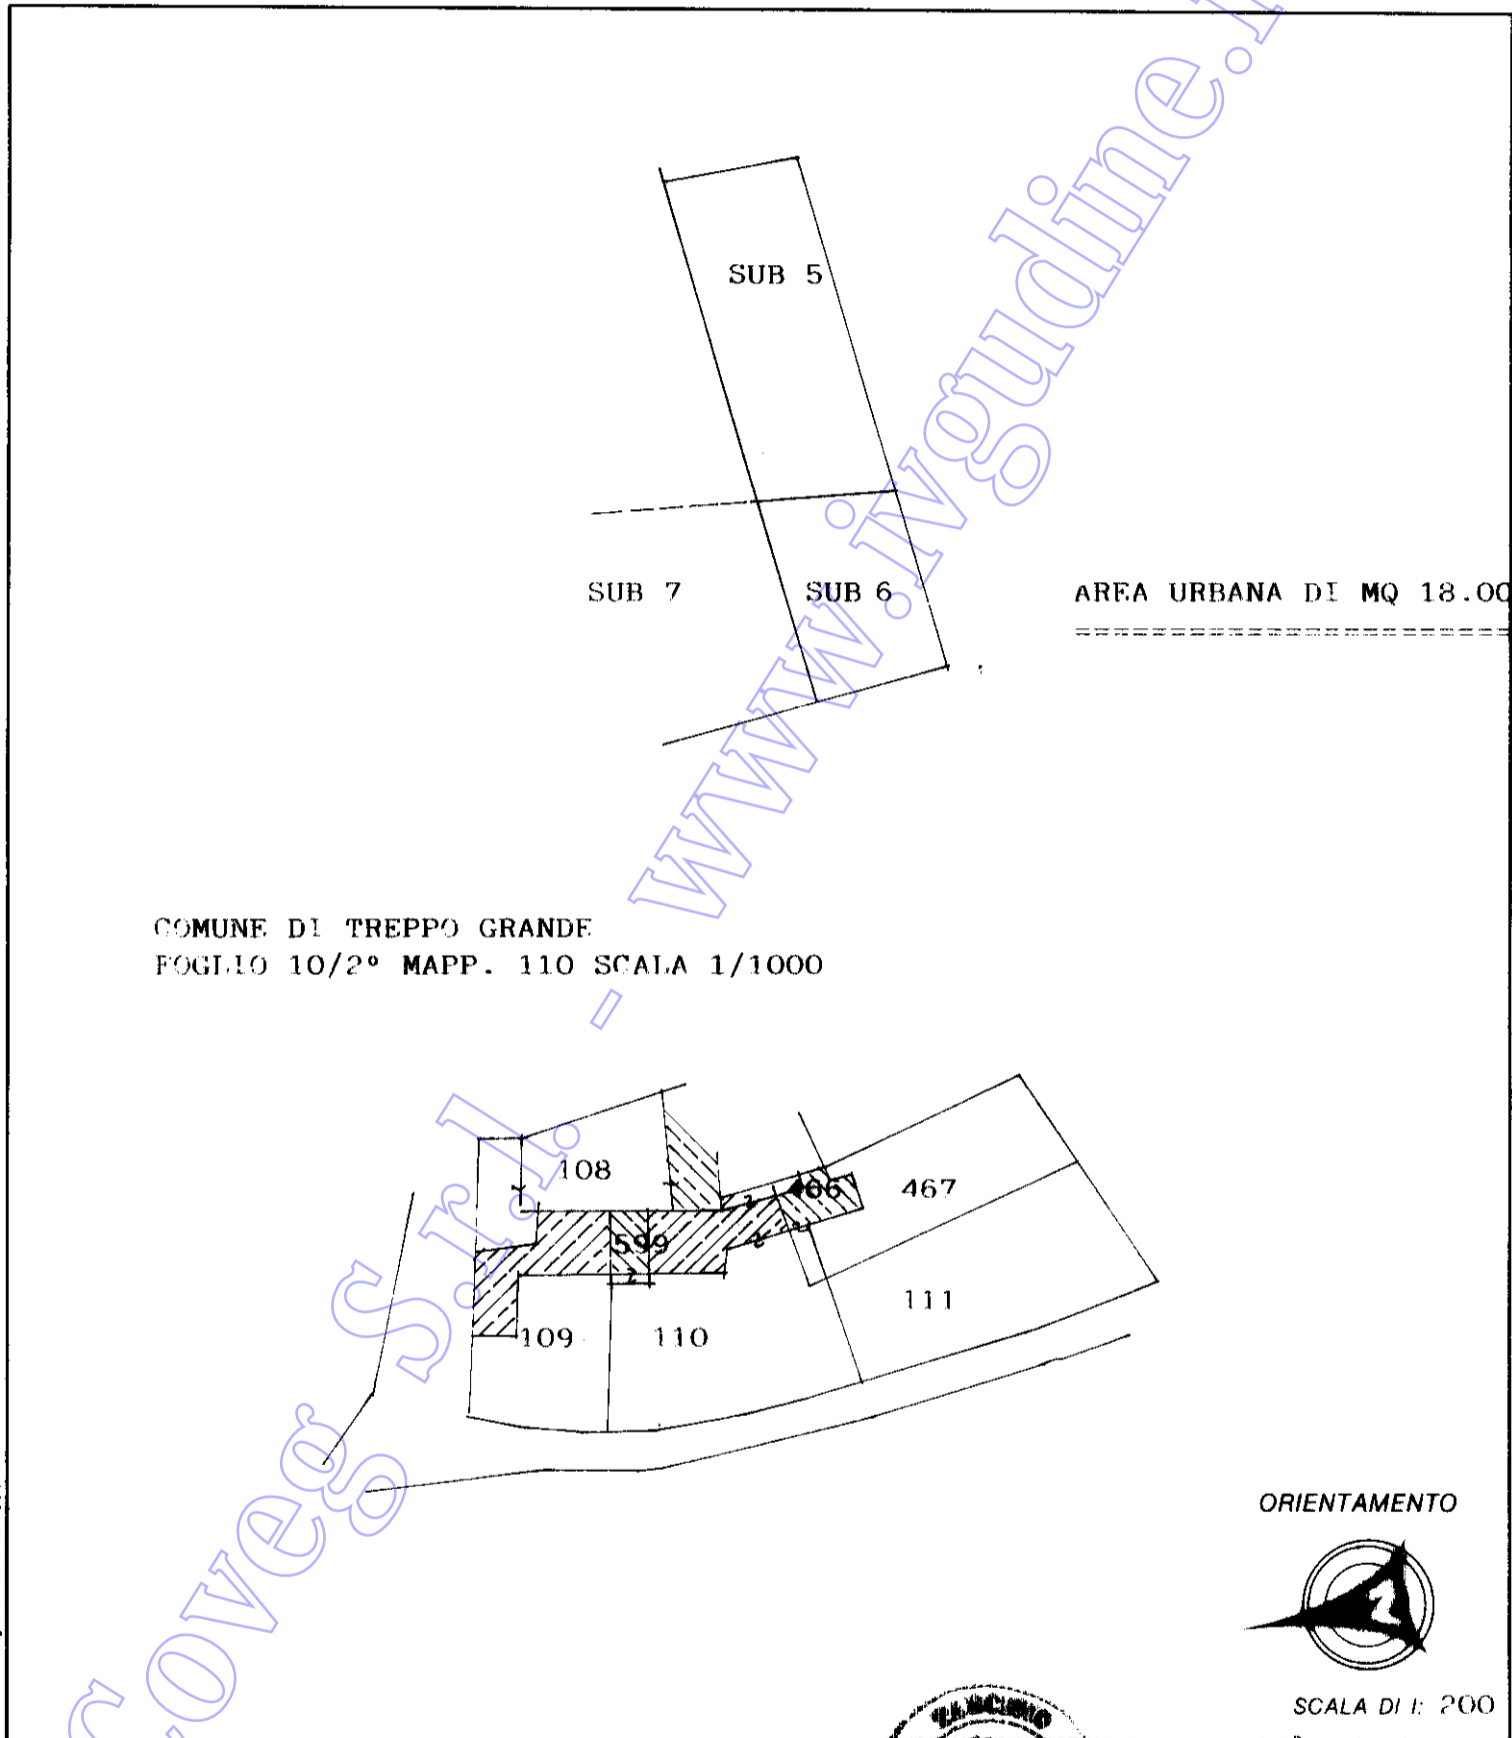 SUB 5
SUB 7
SUB 6
AREA URBANA DI MQ 18.00
COMUNE DI TREPPO GRANDE
FOGLIO 10/2° MAPP. 110 SCALA 1/1000
108
466
467
599
111
109
110
ORIENTAMENTO
SCALA DI 1: 200
Coveg S.r.l. - www.ivgudine.i